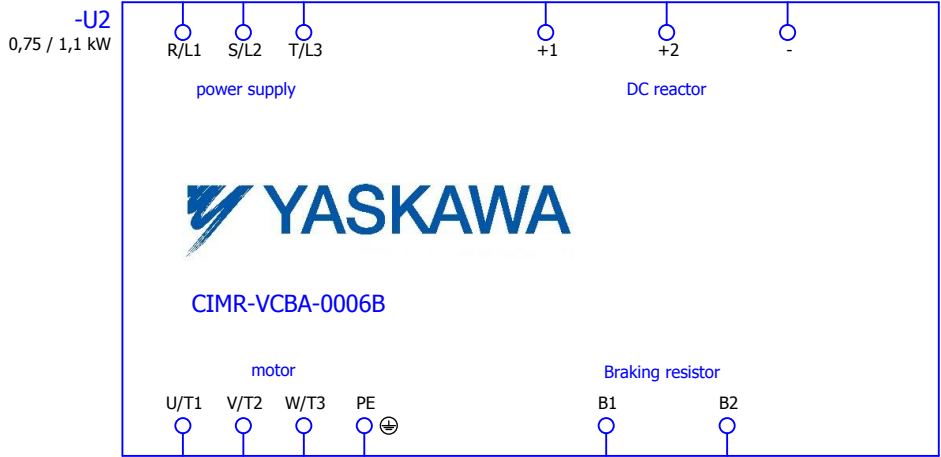 -U2
0,75 / 1,1 kW
R/L1 S/L2 T/L3 +1 +2 -
power supply DC reactor
YASKAWA
CIMR-VCBA-0006B
motor Braking resistor
U/T1 V/T2 W/T3 PE B1 B2